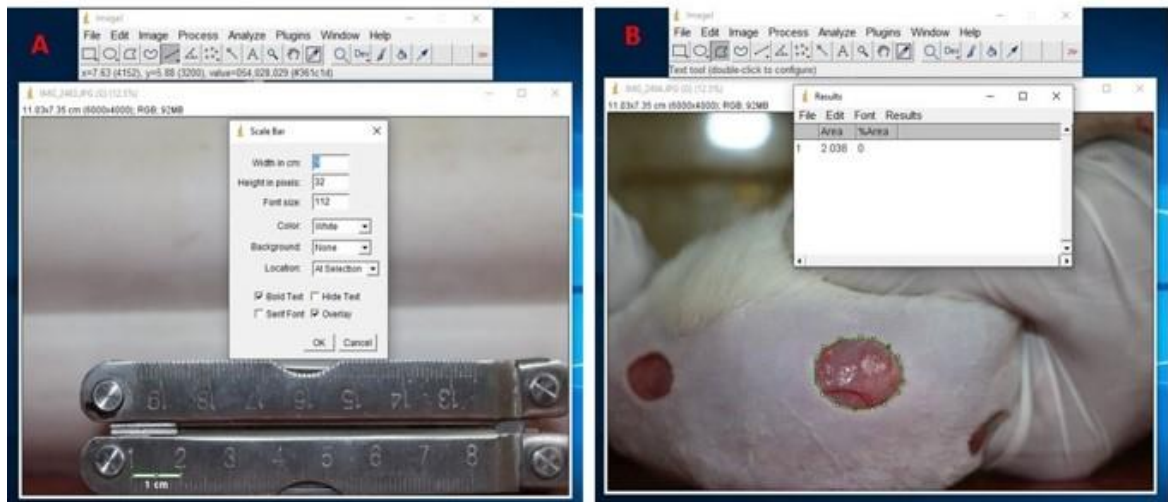 A
ImageJ
File Edit Image Process Analyze Plugins Window Help
x=7.63 (4152), y=5.88 (3200), value=054,028,029 (#361c1d)
IMG_2463.JPG (G) (12.5%)
11.03x7.35 cm (6000x4000); RGB; 92MB
Scale Bar
Width in cm:
Height in pixels: 32
Font size: 112
Color: White
Background: None
Location: At Selection
Bold Text Hide Text
Serif Font Overlay
OK Cancel
19 18 17 16 15 14 13
1 2 3 4 5 6 7 8
1 cm
B
ImageJ
File Edit Image Process Analyze Plugins Window Help
Text tool (double-click to configure)
11.03x7.35 cm (6000x4000); RGB; 92MB
Results
File Edit Font Results
Area %Area
1 2.036 0